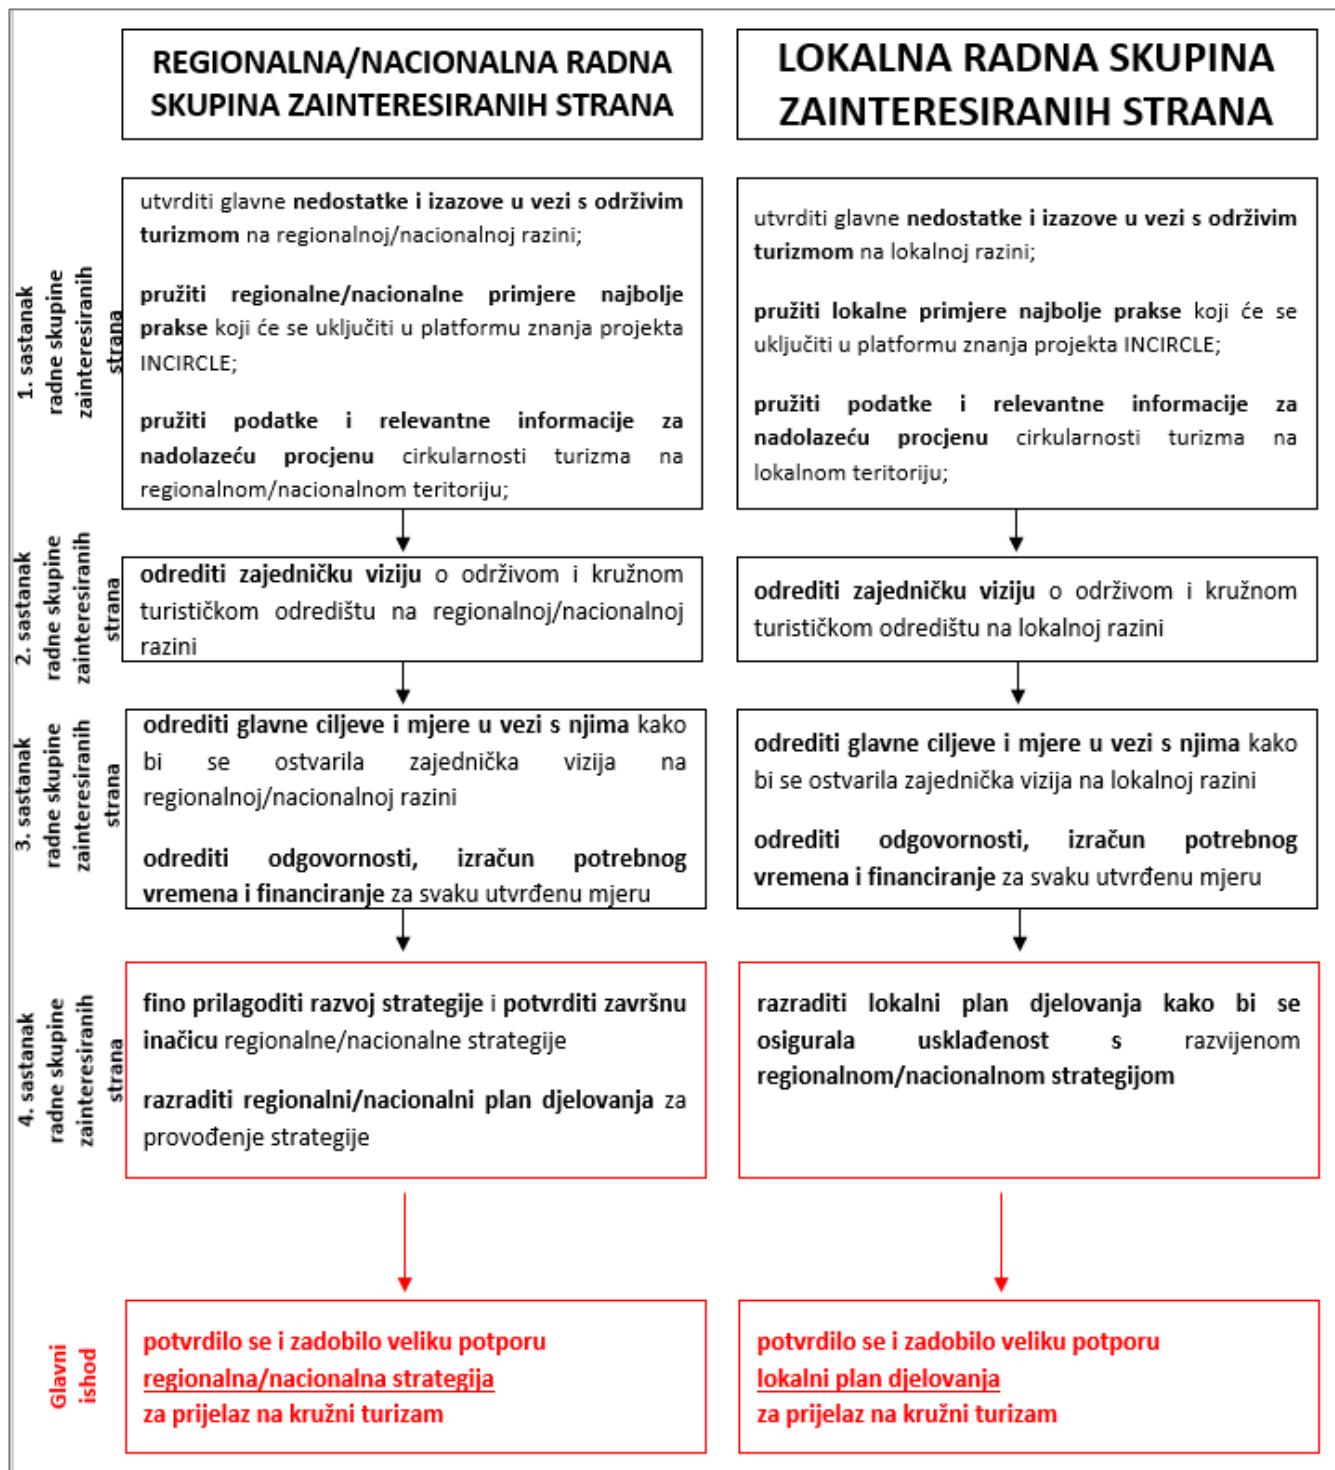 REGIONALNA/NACIONALNA RADNA
SKUPINA ZAINTERESIRANIH STRANA
LOKALNA RADNA SKUPINA
ZAINTERESIRANIH STRANA
1. sastanak
radne skupine
zainteresiranih
strana
utvrditi glavne nedostatke i izazove u vezi s održivim
turizmom na regionalnoj/nacionalnoj razini;
pružiti regionalne/nacionalne primjere najbolje
prakse koji će se uključiti u platformu znanja projekta
INCIRCLE;
pružiti podatke i relevantne informacije za
nadolazeću procjenu cirkularnosti turizma na
regionalnom/nacionalnom teritoriju;
utvrditi glavne nedostatke i izazove u vezi s održivim
turizmom na lokalnoj razini;
pružiti lokalne primjere najbolje prakse koji će se
uključiti u platformu znanja projekta INCIRCLE;
pružiti podatke i relevantne informacije za
nadolazeću procjenu cirkularnosti turizma na
lokalnom teritoriju;
2. sastanak
radne skupine
zainteresiranih
strana
odrediti zajedničku viziju o održivom i kružnom
turističkom odredištu na regionalnoj/nacionalnoj
razini
odrediti zajedničku viziju o održivom i kružnom
turističkom odredištu na lokalnoj razini
3. sastanak
radne skupine
zainteresiranih
strana
odrediti glavne ciljeve i mjere u vezi s njima kako
bi se ostvarila zajednička vizija na
regionalnoj/nacionalnoj razini
odrediti odgovornosti, izračun potrebnog
vremena i financiranje za svaku utvrđenu mjeru
odrediti glavne ciljeve i mjere u vezi s njima kako
bi se ostvarila zajednička vizija na lokalnoj razini
odrediti odgovornosti, izračun potrebnog
vremena i financiranje za svaku utvrđenu mjeru
4. sastanak
radne skupine
zainteresiranih
strana
fino prilagoditi razvoj strategije i potvrditi završnu
inačicu regionalne/nacionalne strategije
razraditi regionalni/nacionalni plan djelovanja za
provođenje strategije
razraditi lokalni plan djelovanja kako bi se
osigurala usklađenost s razvijenom
regionalnom/nacionalnom strategijom
Glavni
ishod
potvrdilo se i zadobilo veliku potporu
regionalna/nacionalna strategija
za prijelaz na kružni turizam
potvrdilo se i zadobilo veliku potporu
lokalni plan djelovanja
za prijelaz na kružni turizam